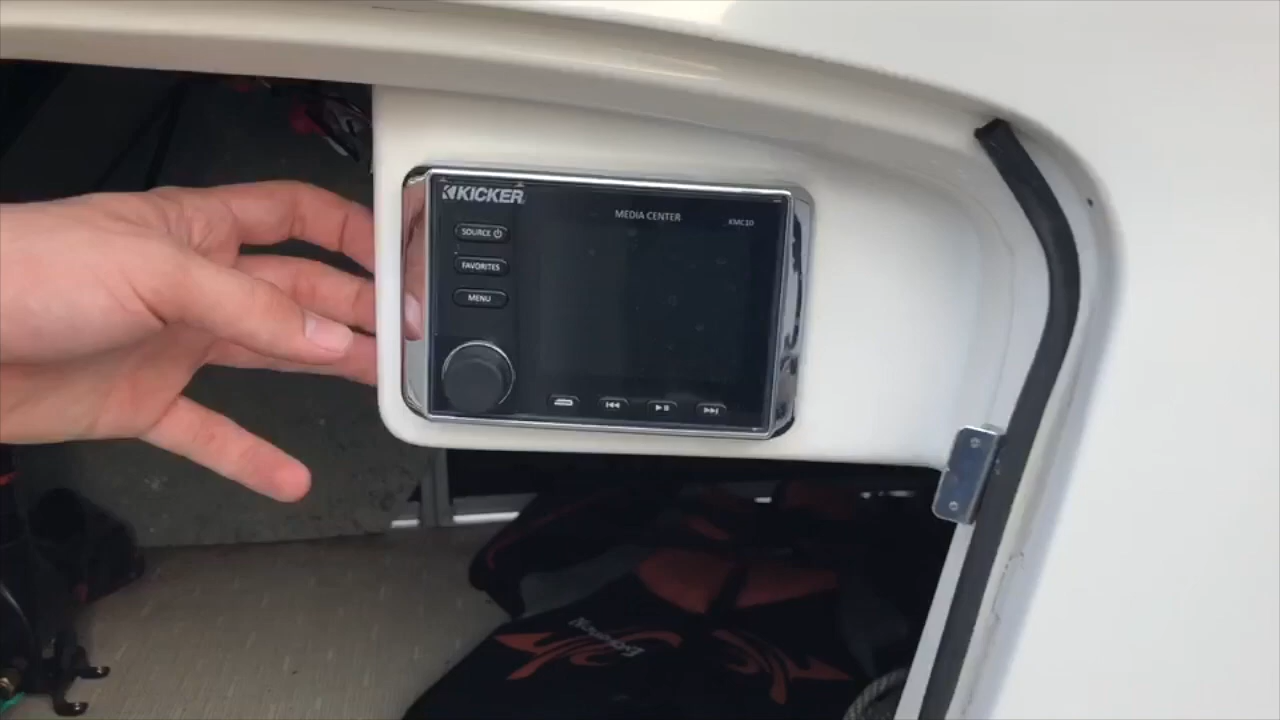 KICKER
MEDIA CENTER
KMC10
SOURCE
FAVORITES
MENU